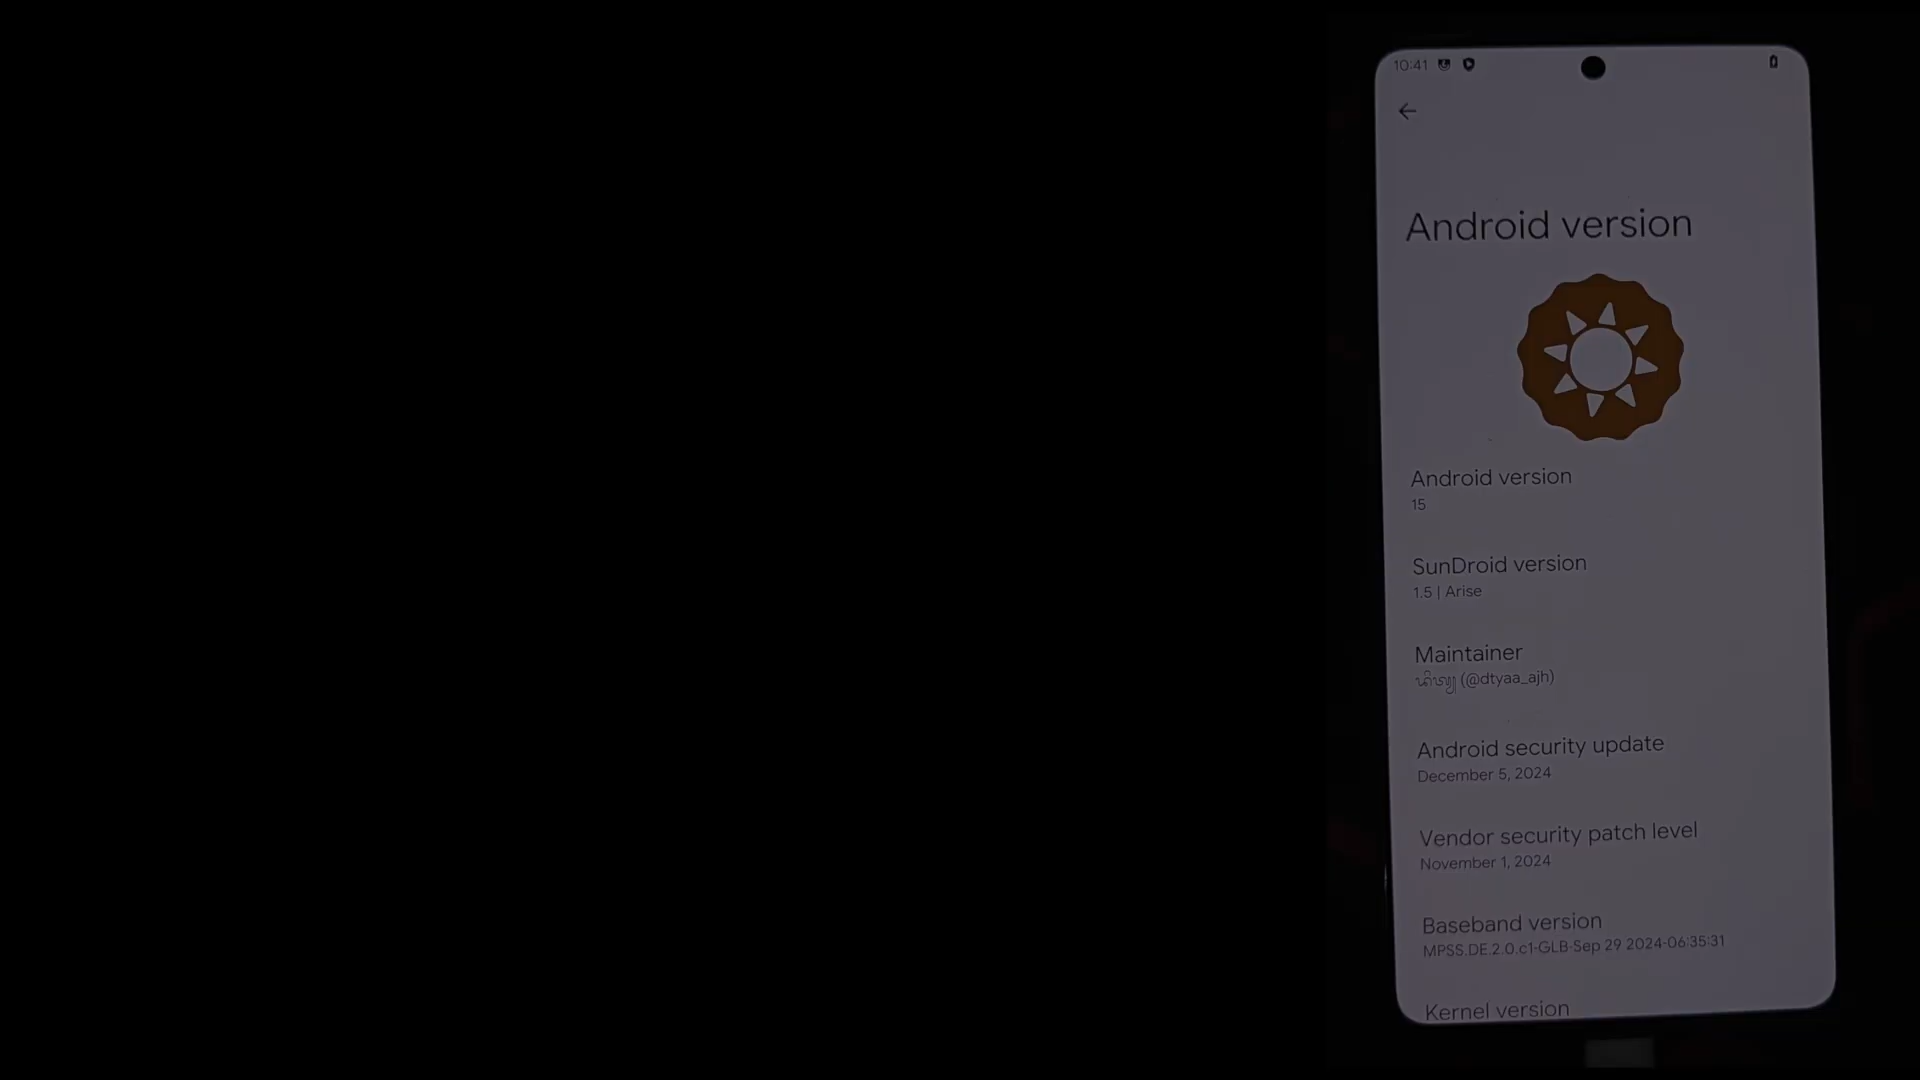 10:41
Android version
Android version
15
SunDroid version
1.5 | Arise
Maintainer
(@dtyaa_ajh)
Android security update
December 5, 2024
Vendor security patch level
November 1, 2024
Baseband version
MPSS.DE.2.0.c1-GLB-Sep 29 2024-06:35:31
Kernel version